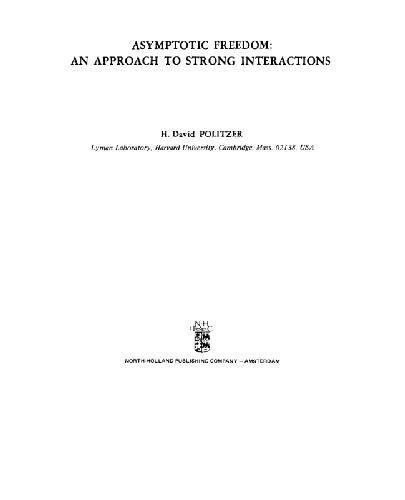 ASYMPTOTIC FREEDOM:
AN APPROACH TO STRONG INTERACTIONS
H. David POLITZER
Lyman Laboratory, Harvard University, Cambridge, Mass. 02138, USA
NORTH-HOLLAND PUBLISHING COMPANY – AMSTERDAM